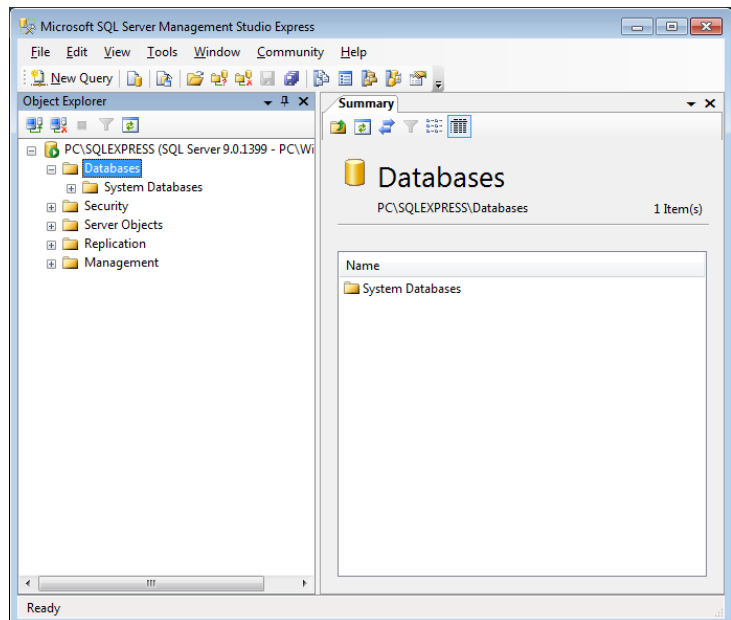 Microsoft SQL Server Management Studio Express
File Edit View Tools Window Community Help
New Query
Object Explorer
Summary
PC\SQLEXPRESS (SQL Server 9.0.1399 - PC\Wi
Databases
System Databases
Security
Server Objects
Replication
Management
Databases
PC\SQLEXPRESS\Databases 1 Item(s)
Name
System Databases
Ready